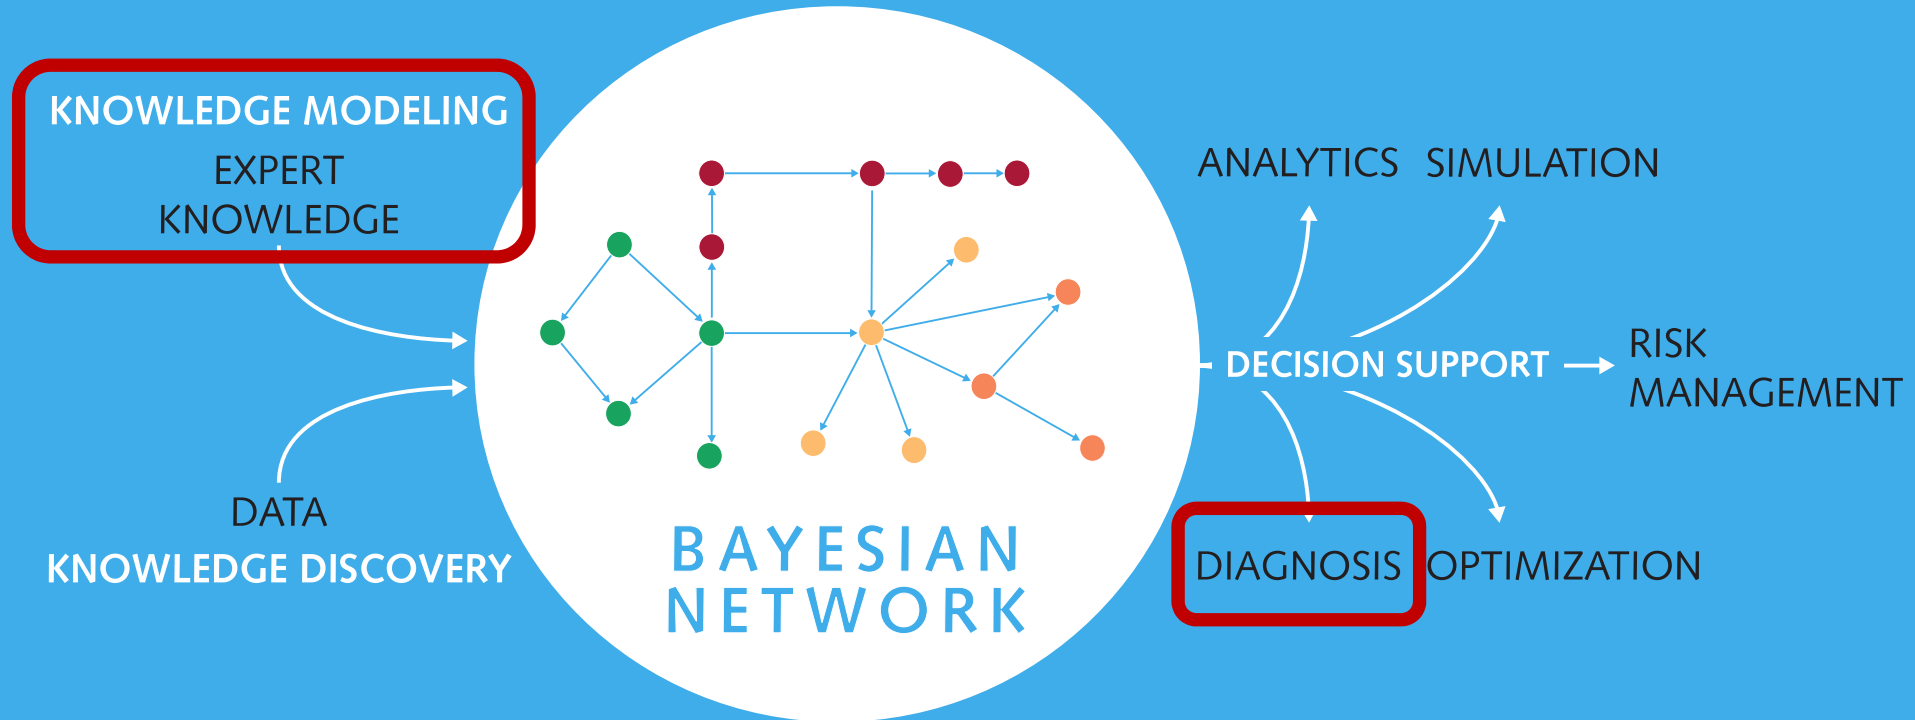 KNOWLEDGE MODELING
EXPERT
KNOWLEDGE
DATA
KNOWLEDGE DISCOVERY
BAYESIAN
NETWORK
ANALYTICS
SIMULATION
DECISION SUPPORT
RISK
MANAGEMENT
DIAGNOSIS
OPTIMIZATION